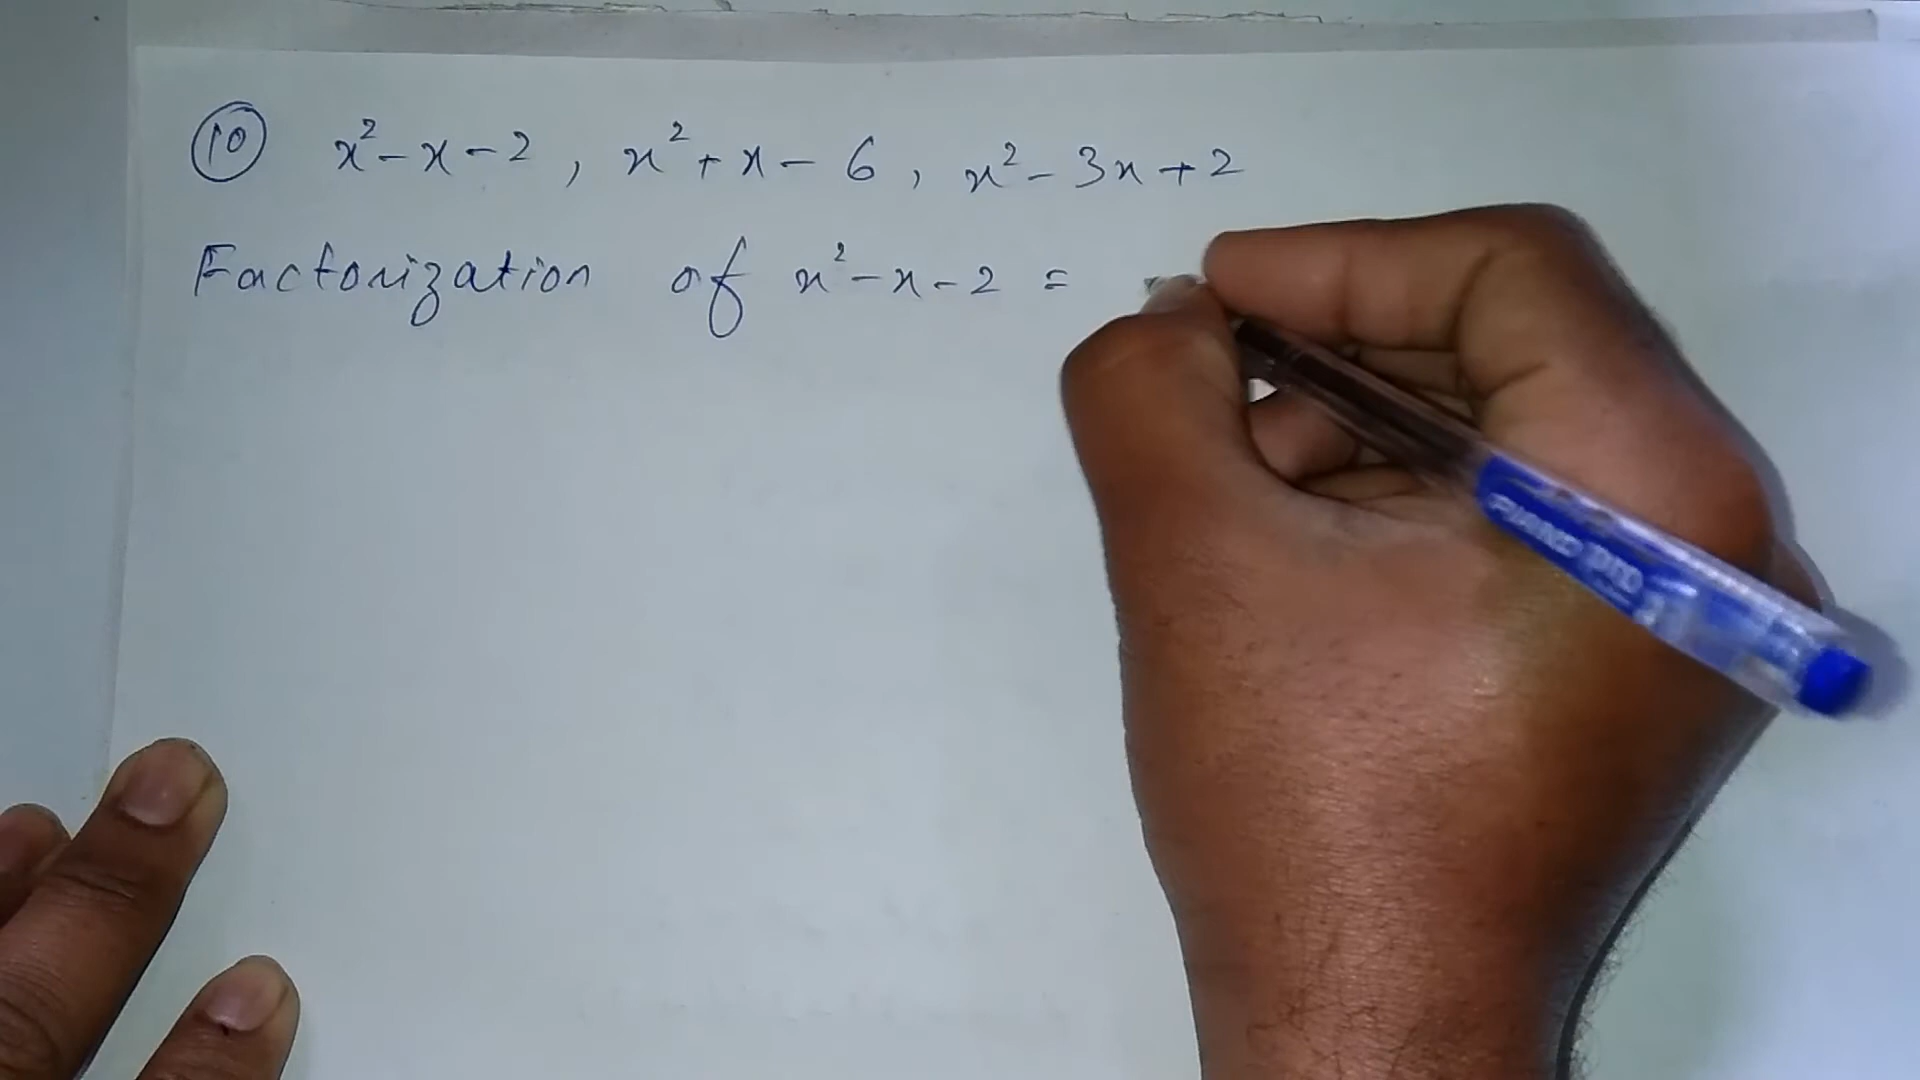 ⑩ x² - x - 2 , x² + x - 6 , x² - 3x + 2
Factorization of x² - x - 2 =